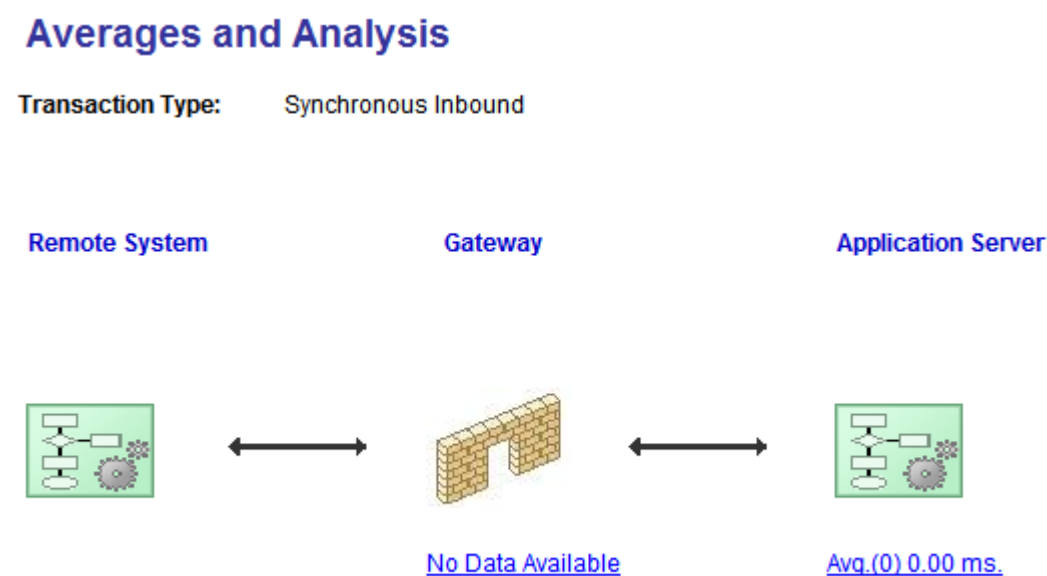 Averages and Analysis
Transaction Type: Synchronous Inbound
Remote System Gateway Application Server
No Data Available Avg.(0) 0.00 ms.